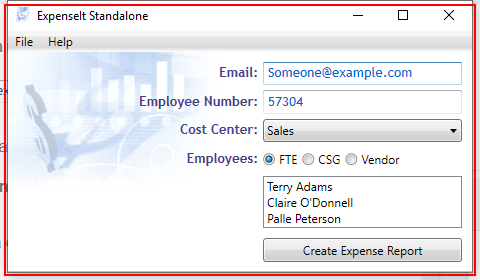 ExpenseIt Standalone
File Help
Email: Someone@example.com
Employee Number: 57304
Cost Center: Sales
Employees: FTE CSG Vendor
Terry Adams
Claire O'Donnell
Palle Peterson
Create Expense Report